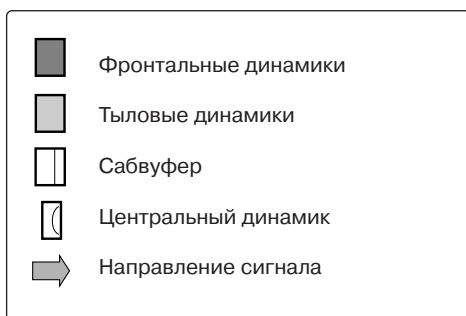 Фронтальные динамики
Тыловые динамики
Сабвуфер
Центральный динамик
Направление сигнала